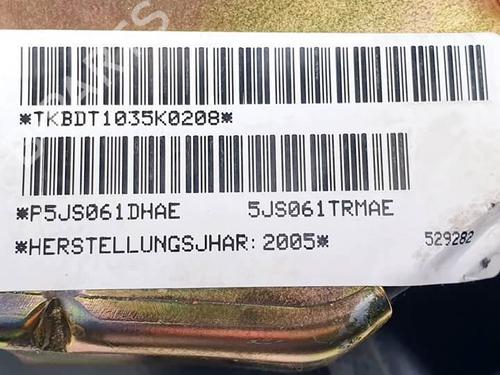 *TKBDT1035K0208*
*P5JS061DHAE 5JS061TRMAE
*HERSTELLUNGSJHAR: 2005* 529282